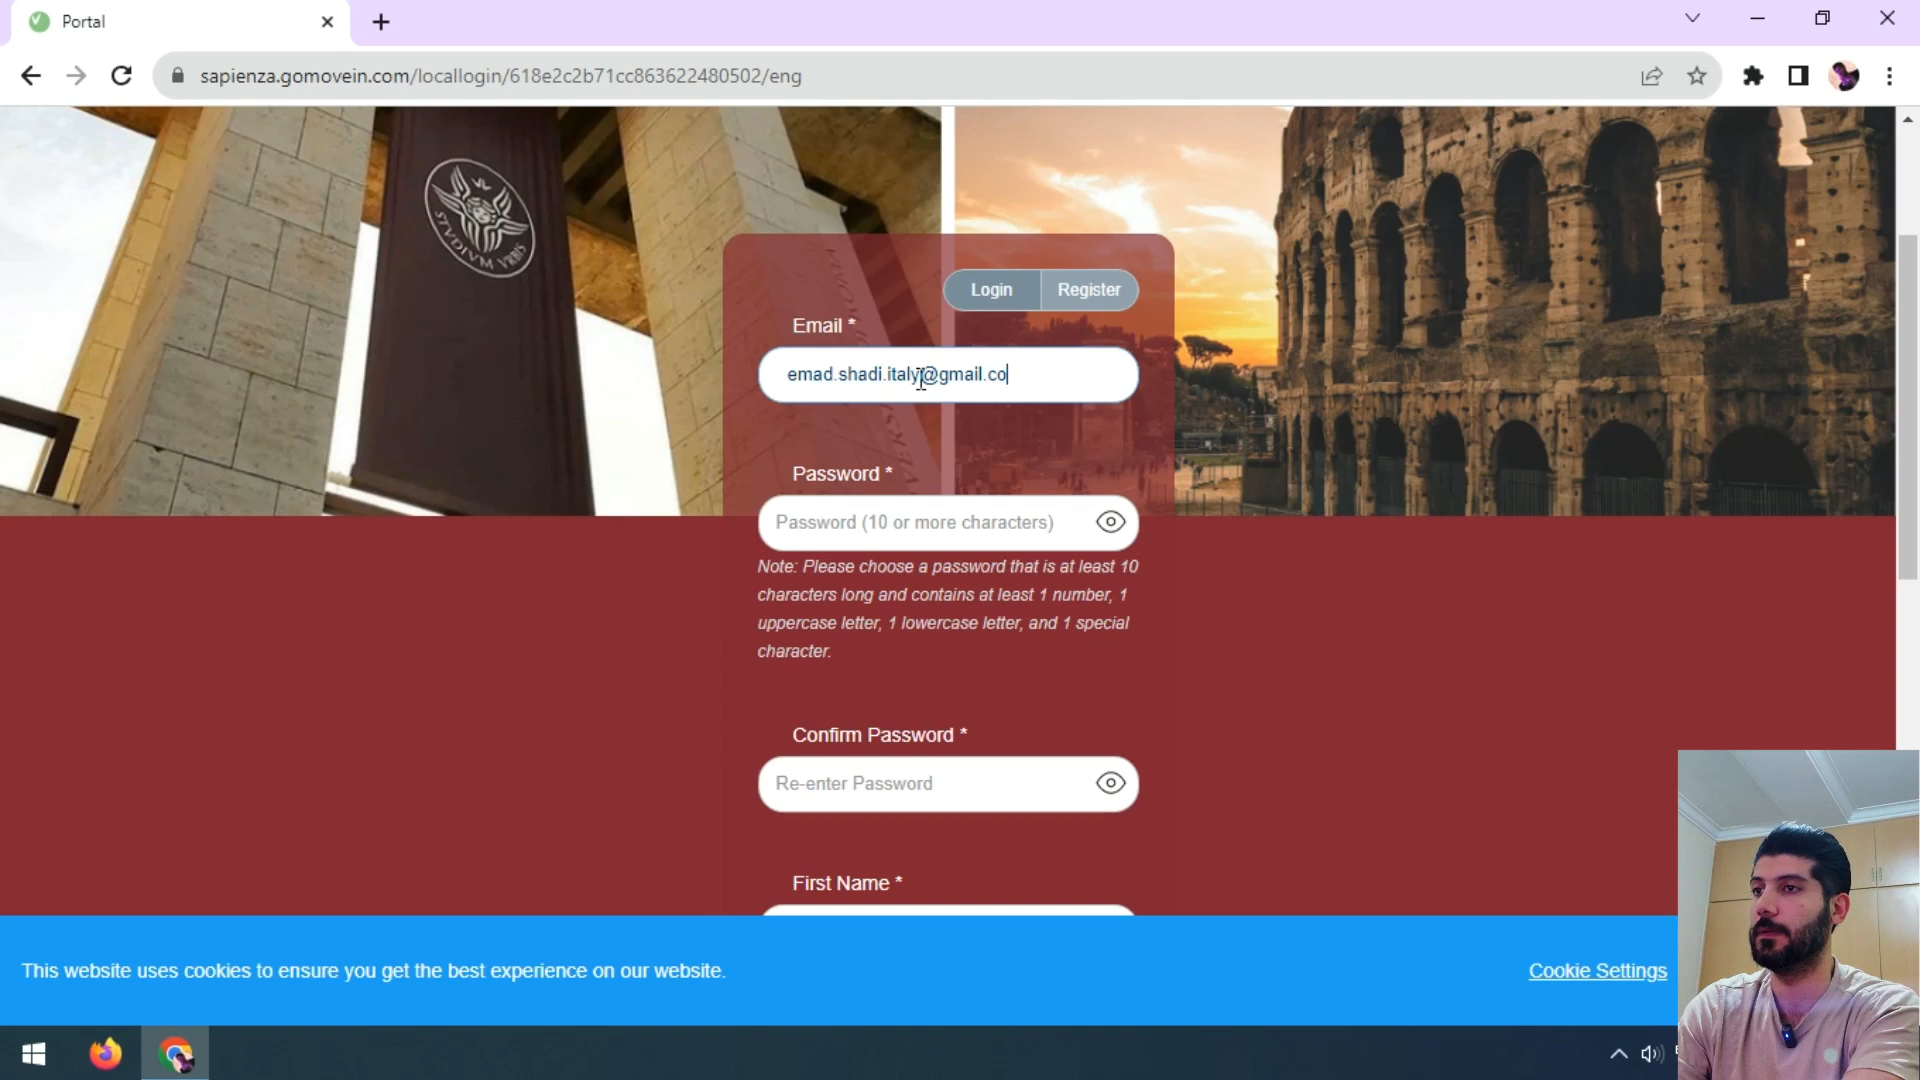 Portal
sapienza.gomovein.com/locallogin/618e2c2b71cc863622480502/eng
STVDIVM VRBIS
Login
Register
Email *
emad.shadi.italy@gmail.co
Password *
Password (10 or more characters)
Note: Please choose a password that is at least 10
characters long and contains at least 1 number, 1
uppercase letter, 1 lowercase letter, and 1 special
character.
Confirm Password *
Re-enter Password
First Name *
This website uses cookies to ensure you get the best experience on our website.
Cookie Settings